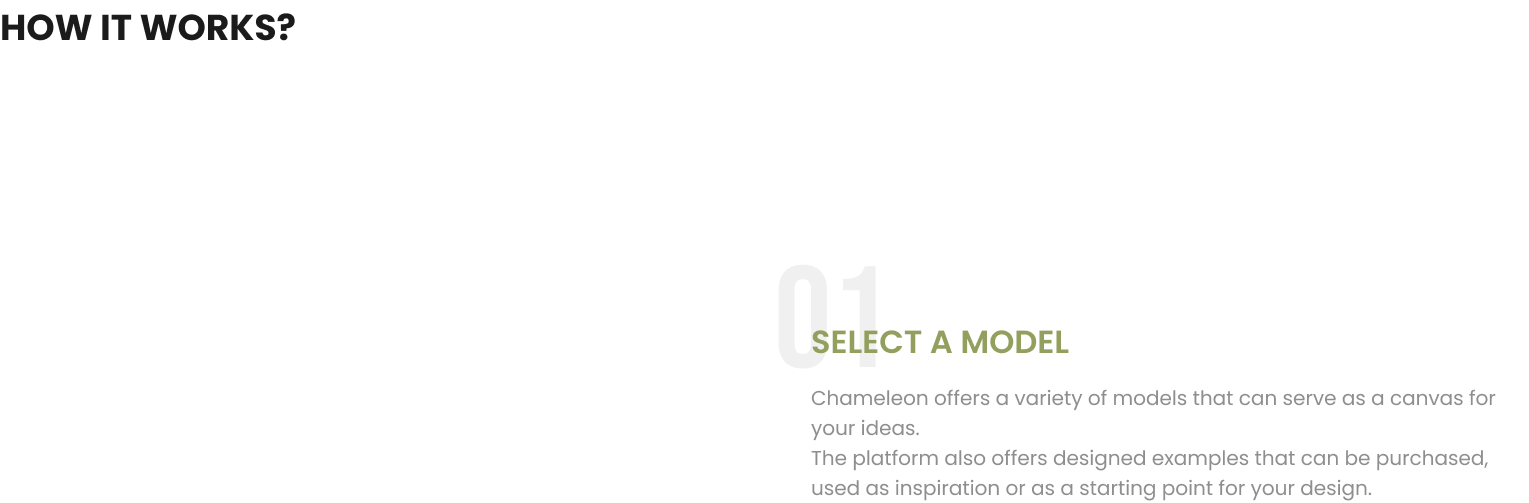 HOW IT WORKS?
01
SELECT A MODEL
Chameleon offers a variety of models that can serve as a canvas for
your ideas.
The platform also offers designed examples that can be purchased,
used as inspiration or as a starting point for your design.